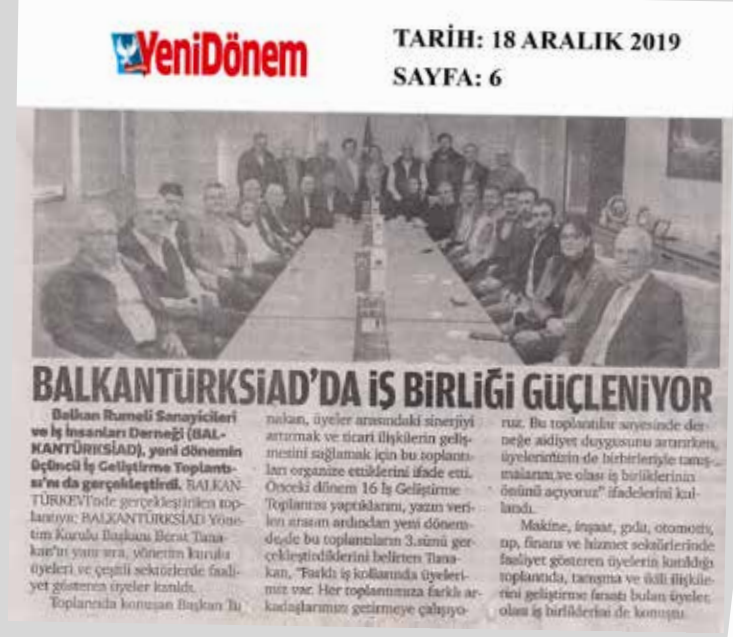 YeniDönem
TARİH: 18 ARALIK 2019
SAYFA: 6
BALKANTÜRKSİAD'DA İŞ BİRLİĞİ GÜÇLENİYOR
Balkan Rumeli Sanayicileri
ve İş İnsanları Derneği (BAL-
KANTÜRKSİAD), yeni dönemin
üçüncü İş Geliştirme Toplantı-
sı'nı da gerçekleştirdi. BALKAN-
TÜRKEVİ'nde gerçekleştirilen top-
lantıya; BALKANTÜRKSİAD Yöne-
tim Kurulu Başkanı Berat Tuna-
kan'ın yanı sıra, yönetim kurulu
üyeleri ve çeşitli sektörlerde faali-
yet gösteren üyeler katıldı.
Toplantıda konuşan Başkan Tu
nakan, üyeler arasındaki sinerjiyi
artırmak ve ticari ilişkilerin geliş-
mesini sağlamak için bu toplantı-
ları organize ettiklerini ifade etti.
Önceki dönem 16 İş Geliştirme
Toplantısı yaptıklarını, yazın veri-
len aranın ardından yeni dönem-
de,de bu toplantıların 3.sünü ger-
çekleştirdiklerini belirten Tuna-
kan, "Farklı iş kollarında üyeleri-
miz var. Her toplantımıza farklı ar-
kadaşlarımızı getirmeye çalışıyo-
ruz. Bu toplantılar sayesinde der-
neğe aidiyet duygusunu artırırken,
üyelerimizin de birbirleriyle tanış-
malarını ve olası iş birliklerinin
önünü açıyoruz" ifadelerini kul-
landı.
Makine, inşaat, gıda, otomotiv,
tıp, finans ve hizmet sektörlerinde
faaliyet gösteren üyelerin katıldığı
toplantıda, tanışma ve ikili ilişkile-
rini geliştirme fırsatı bulan üyeler,
olası iş birliklerini de konuştu.